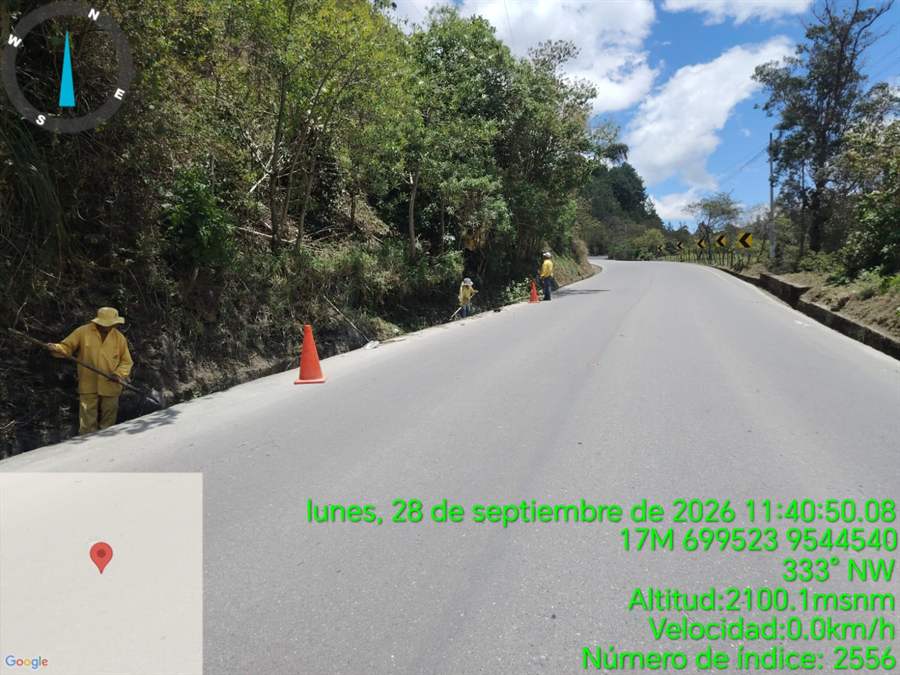 N
W
E
S
lunes, 28 de septiembre de 2026 11:40:50.08
17M 699523 9544540
333° NW
Altitud:2100.1msnm
Velocidad:0.0km/h
Número de índice: 2556
Google